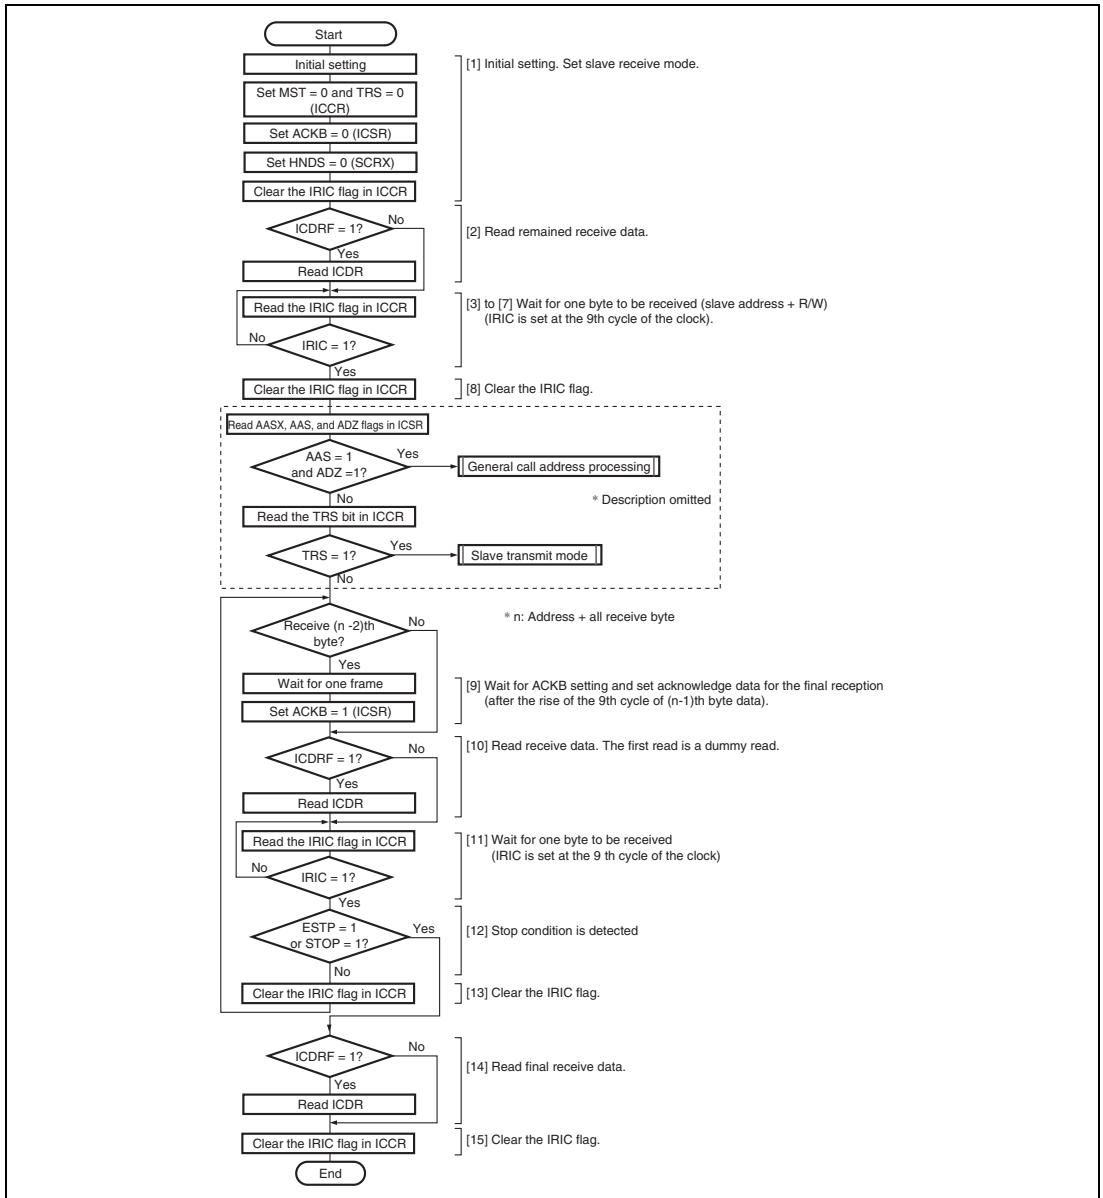 Start
Initial setting
[1] Initial setting. Set slave receive mode.
Set MST = 0 and TRS = 0
(ICCR)
Set ACKB = 0 (ICSR)
Set HNDS = 0 (SCRX)
Clear the IRIC flag in ICCR
ICDRF = 1?
No
[2] Read remained receive data.
Yes
Read ICDR
Read the IRIC flag in ICCR
[3] to [7] Wait for one byte to be received (slave address + R/W)
(IRIC is set at the 9th cycle of the clock).
No
IRIC = 1?
Yes
Clear the IRIC flag in ICCR
[8] Clear the IRIC flag.
Read AASX, AAS, and ADZ flags in ICSR
AAS = 1
and ADZ =1?
Yes
General call address processing
No
* Description omitted
Read the TRS bit in ICCR
TRS = 1?
Yes
Slave transmit mode
No
* n: Address + all receive byte
Receive (n -2)th
byte?
No
Yes
Wait for one frame
[9] Wait for ACKB setting and set acknowledge data for the final reception
(after the rise of the 9th cycle of (n-1)th byte data).
Set ACKB = 1 (ICSR)
ICDRF = 1?
No
[10] Read receive data. The first read is a dummy read.
Yes
Read ICDR
Read the IRIC flag in ICCR
[11] Wait for one byte to be received
(IRIC is set at the 9 th cycle of the clock)
No
IRIC = 1?
Yes
ESTP = 1
or STOP = 1?
Yes
[12] Stop condition is detected
No
Clear the IRIC flag in ICCR
[13] Clear the IRIC flag.
ICDRF = 1?
No
[14] Read final receive data.
Yes
Read ICDR
Clear the IRIC flag in ICCR
[15] Clear the IRIC flag.
End